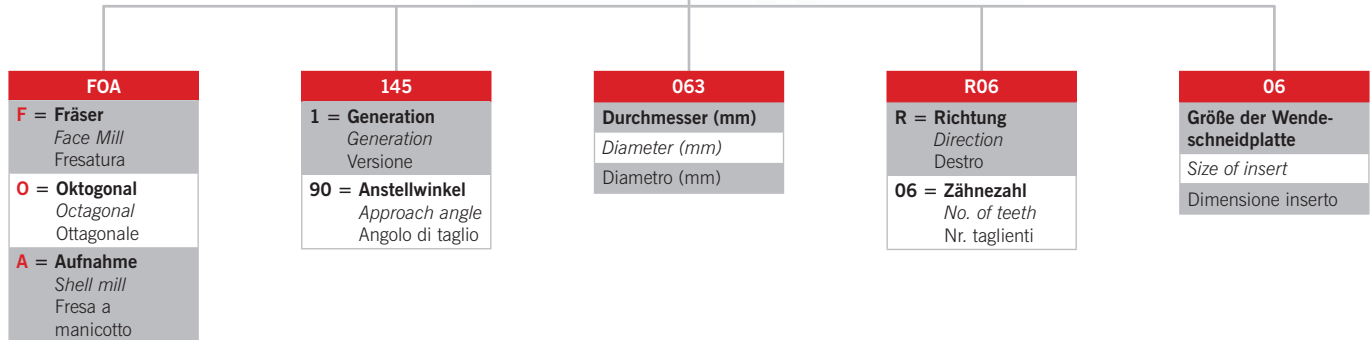 FOA
F = Fräser
Face Mill
Fresatura
O = Oktogonal
Octagonal
Ottagonale
A = Aufnahme
Shell mill
Fresa a
manicotto
145
1 = Generation
Generation
Versione
90 = Anstellwinkel
Approach angle
Angolo di taglio
063
Durchmesser (mm)
Diameter (mm)
Diametro (mm)
R06
R = Richtung
Direction
Destro
06 = Zähnezahl
No. of teeth
Nr. taglienti
06
Größe der Wende-
schneidplatte
Size of insert
Dimensione inserto